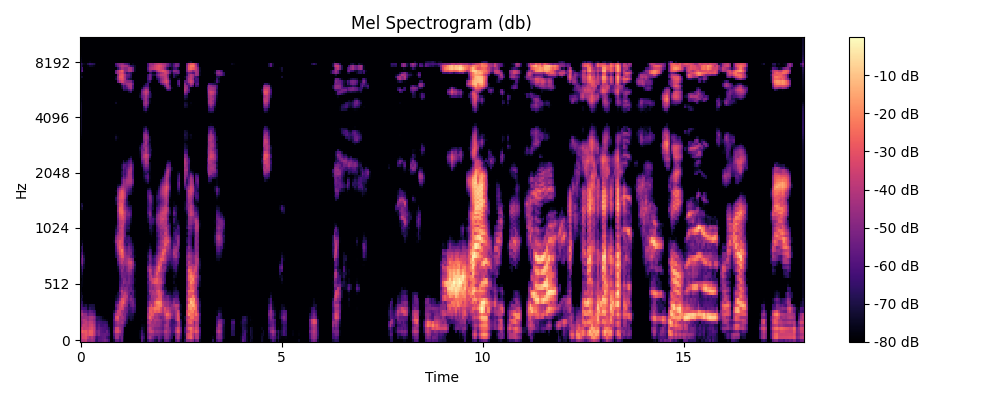 Mel Spectrogram (db)
8192
4096
2048
1024
512
0
Hz
0 5 10 15
Time
-10 dB
-20 dB
-30 dB
-40 dB
-50 dB
-60 dB
-70 dB
-80 dB